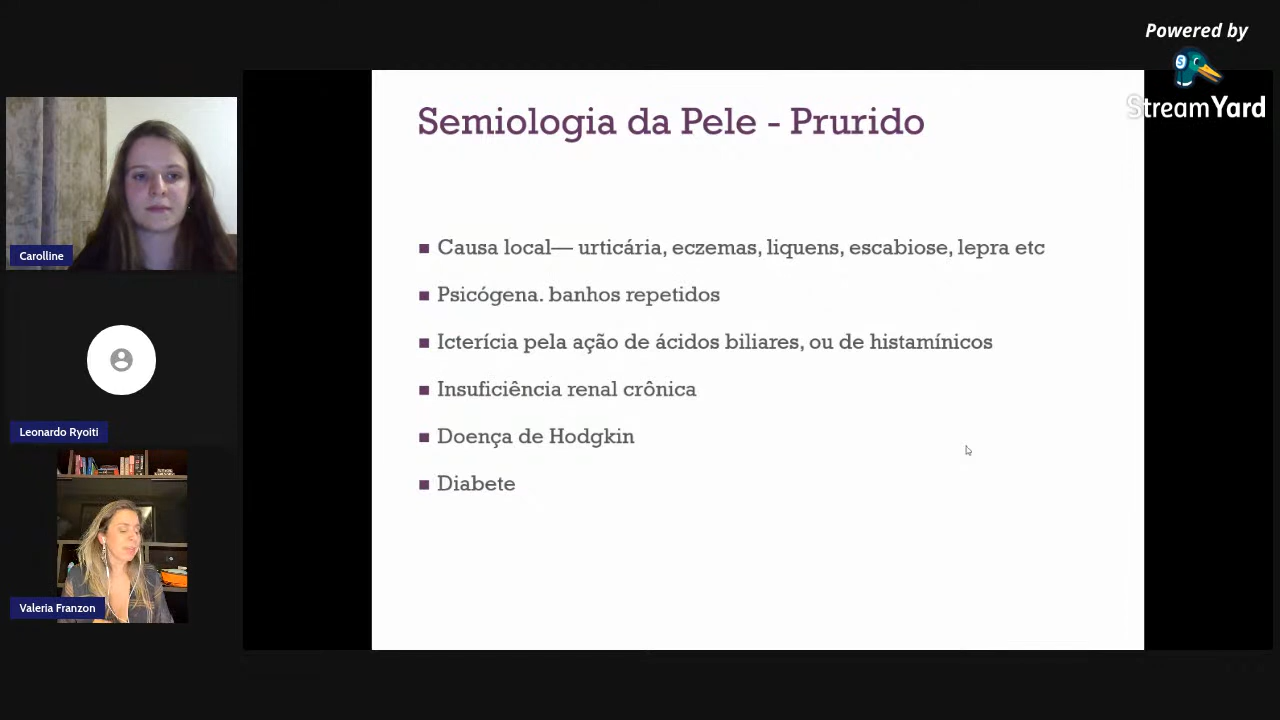 Powered by
StreamYard
Semiologia da Pele - Prurido
Causa local— urticária, eczemas, liquens, escabiose, lepra etc
Psicógena. banhos repetidos
Icterícia pela ação de ácidos biliares, ou de histamínicos
Insuficiência renal crônica
Doença de Hodgkin
Diabete
Carolline
Leonardo Ryoiti
Valeria Franzon